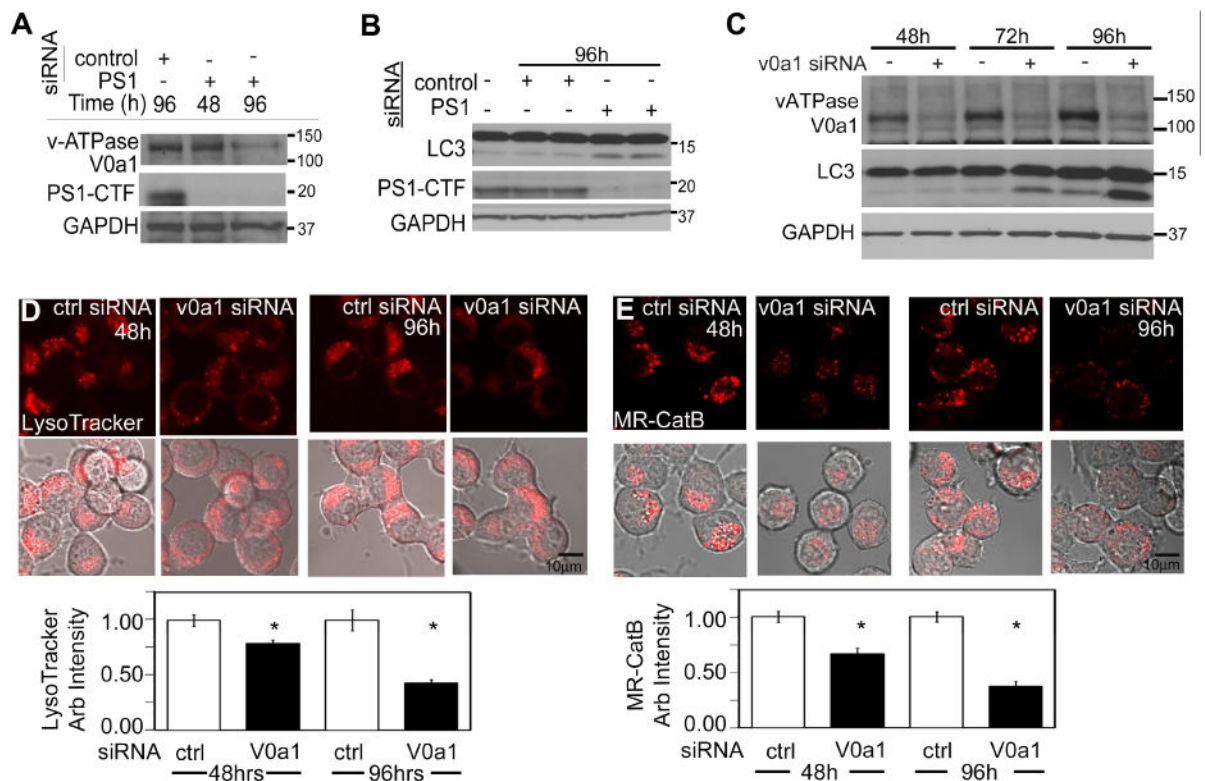 A
siRNA
control + - -
PS1 - + +
Time (h) 96 48 96
v-ATPase
V0a1
150
100
PS1-CTF
20
GAPDH
37
B
96h
siRNA
control - + + - -
PS1 - - - + +
LC3
15
PS1-CTF
20
GAPDH
37
C
48h 72h 96h
v0a1 siRNA - + - + - +
vATPase
V0a1
150
100
LC3
15
GAPDH
37
D
ctrl siRNA
48h
v0a1 siRNA
ctrl siRNA
96h
v0a1 siRNA
LysoTracker
10μm
LysoTracker
Arb Intensity
1.00
0.50
0.00
* *
siRNA ctrl V0a1 ctrl V0a1
48hrs 96hrs
E
ctrl siRNA
48h
v0a1 siRNA
ctrl siRNA
v0a1 siRNA
96h
MR-CatB
10μm
MR-CatB
Arb Intensity
1.00
0.50
0.00
* *
siRNA ctrl V0a1 ctrl V0a1
48h 96h